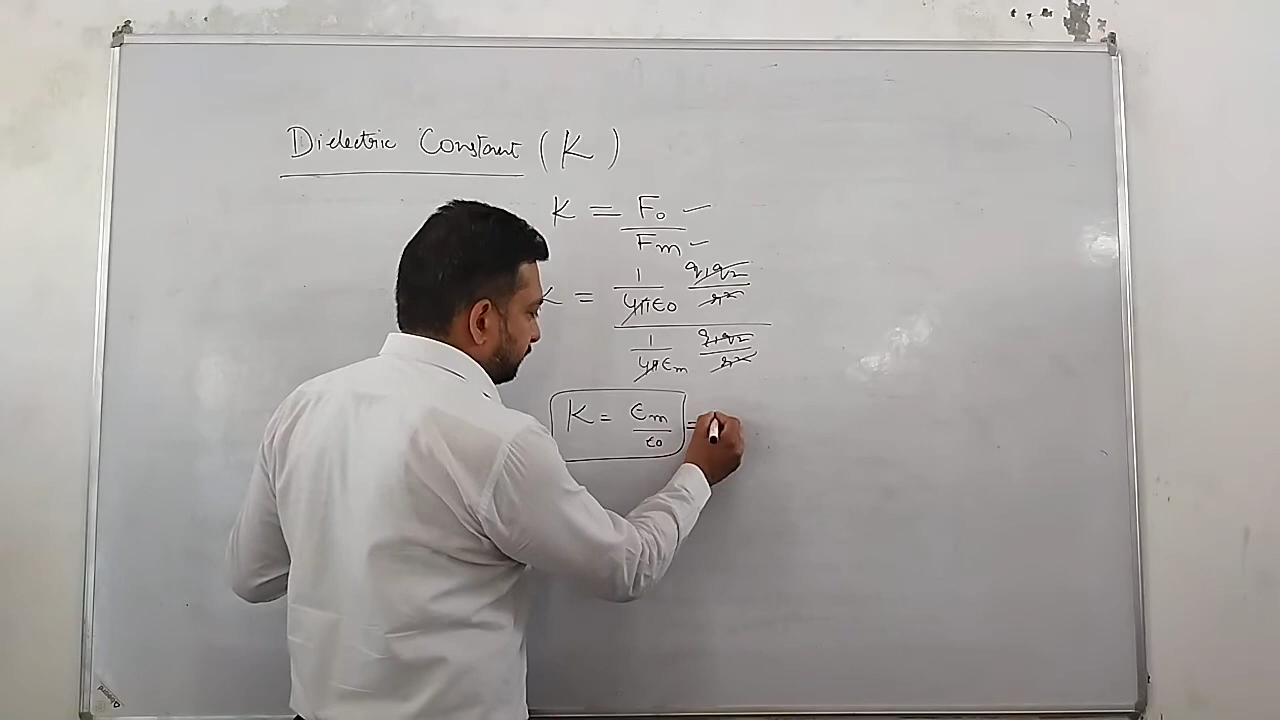 Dielectric Constant (K)
K = F₀ / Fm
K = 1/4πϵ₀ q₁q₂/r² / 1/4πϵm q₁q₂/r²
K = ϵm / ϵ₀ =